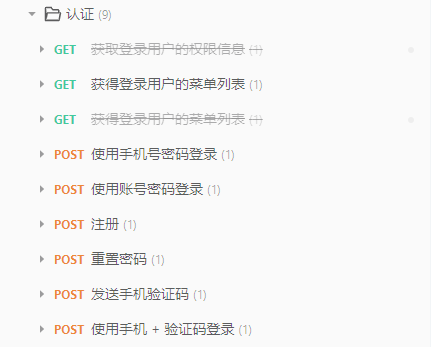 认证 (9)
GET 获取登录用户的权限信息 (1)
GET 获得登录用户的菜单列表 (1)
GET 获得登录用户的菜单列表 (1)
POST 使用手机号密码登录 (1)
POST 使用账号密码登录 (1)
POST 注册 (1)
POST 重置密码 (1)
POST 发送手机验证码 (1)
POST 使用手机 + 验证码登录 (1)